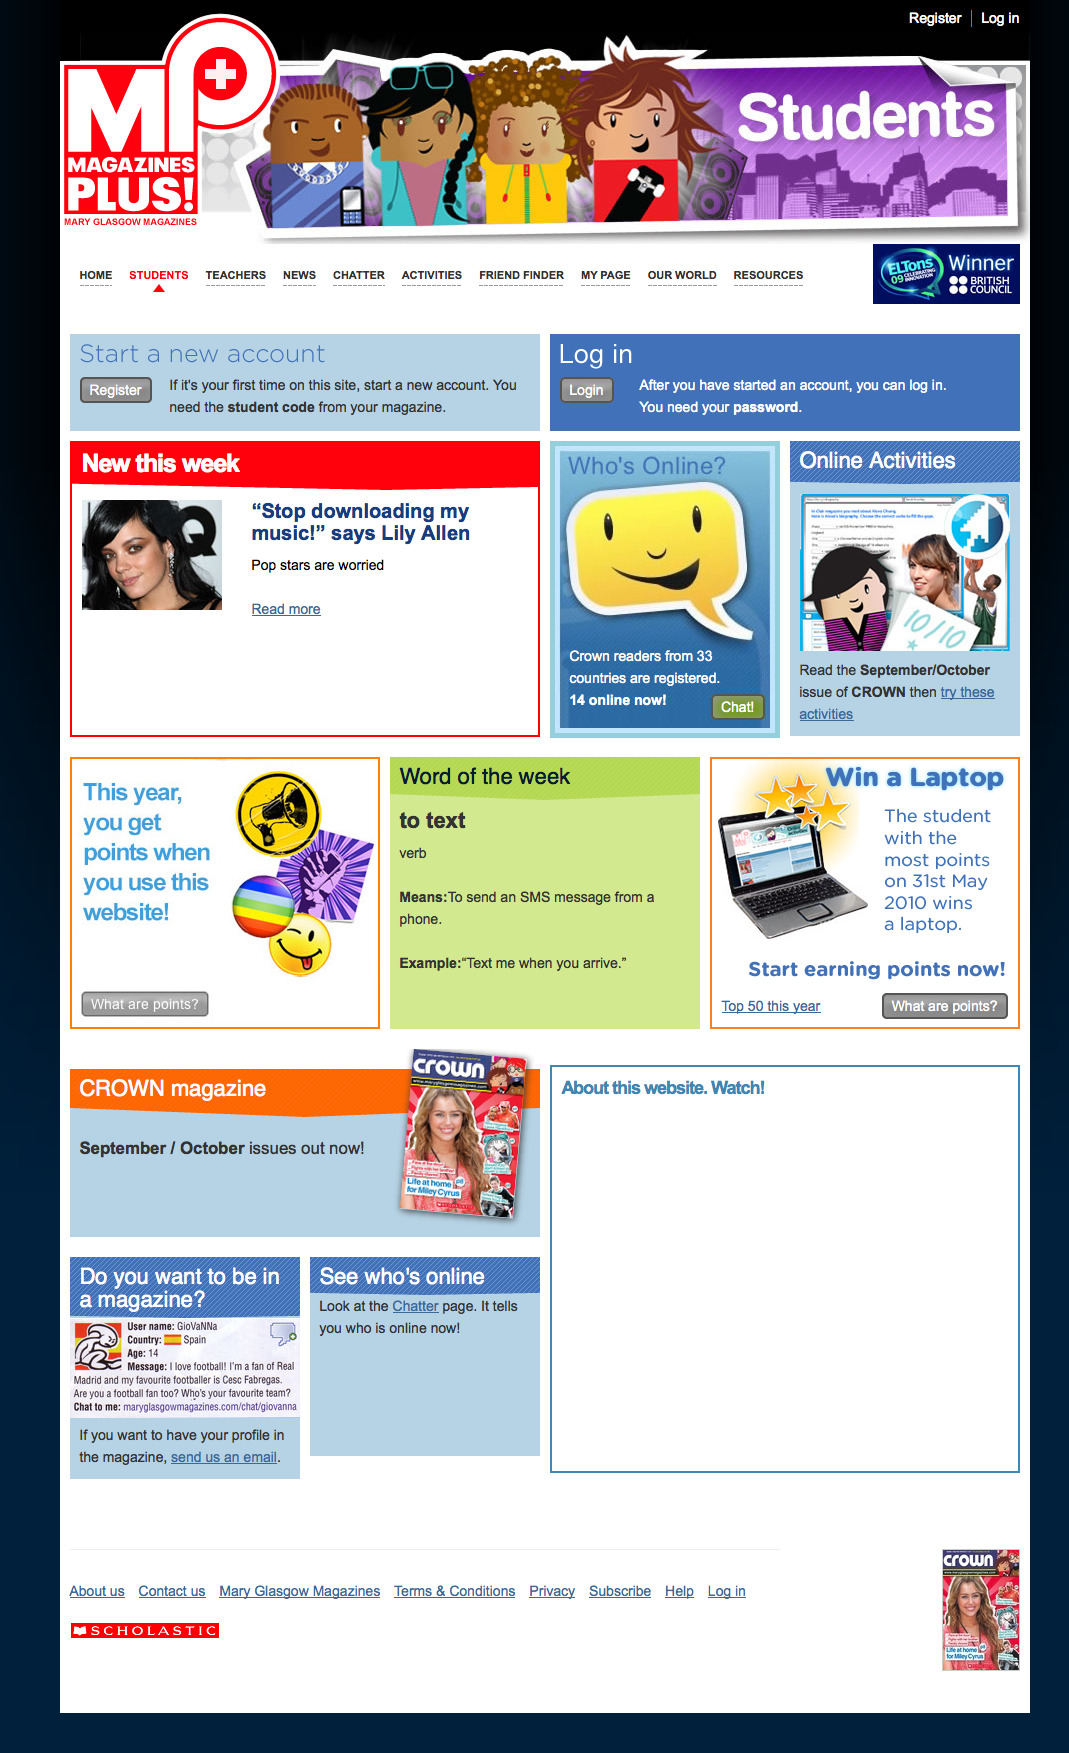 Register | Log in
MP+
MAGAZINES
PLUS!
MARY GLASGOW MAGAZINES
Students
HOME STUDENTS TEACHERS NEWS CHATTER ACTIVITIES FRIEND FINDER MY PAGE OUR WORLD RESOURCES
ELTons
09 CELEBRATING
INNOVATION
Winner
BRITISH
COUNCIL
Start a new account
Register
If it's your first time on this site, start a new account. You
need the student code from your magazine.
Log in
Login
After you have started an account, you can log in.
You need your password.
New this week
“Stop downloading my
music!” says Lily Allen
Pop stars are worried
Read more
Who's Online?
Crown readers from 33
countries are registered.
14 online now!
Chat!
Online Activities
10/10
Read the September/October
issue of CROWN then try these
activities
This year,
you get
points when
you use this
website!
What are points?
Word of the week
to text
verb
Means:To send an SMS message from a
phone.
Example:“Text me when you arrive.”
Win a Laptop
The student
with the
most points
on 31st May
2010 wins
a laptop.
Start earning points now!
Top 50 this year
What are points?
CROWN magazine
September / October issues out now!
crown
www.maryglasgowmagazines.com
Life at home
for Miley Cyrus
About this website. Watch!
Do you want to be in
a magazine?
User name: GioVaNNa
Country: Spain
Age: 14
Message: I love football! I'm a fan of Real
Madrid and my favourite footballer is Cesc Fabregas.
Are you a football fan too? Who's your favourite team?
Chat to me: maryglasgowmagazines.com/chat/giovanna
If you want to have your profile in
the magazine, send us an email.
See who's online
Look at the Chatter page. It tells
you who is online now!
About us Contact us Mary Glasgow Magazines Terms & Conditions Privacy Subscribe Help Log in
SCHOLASTIC
crown
Life at home
for Miley Cyrus